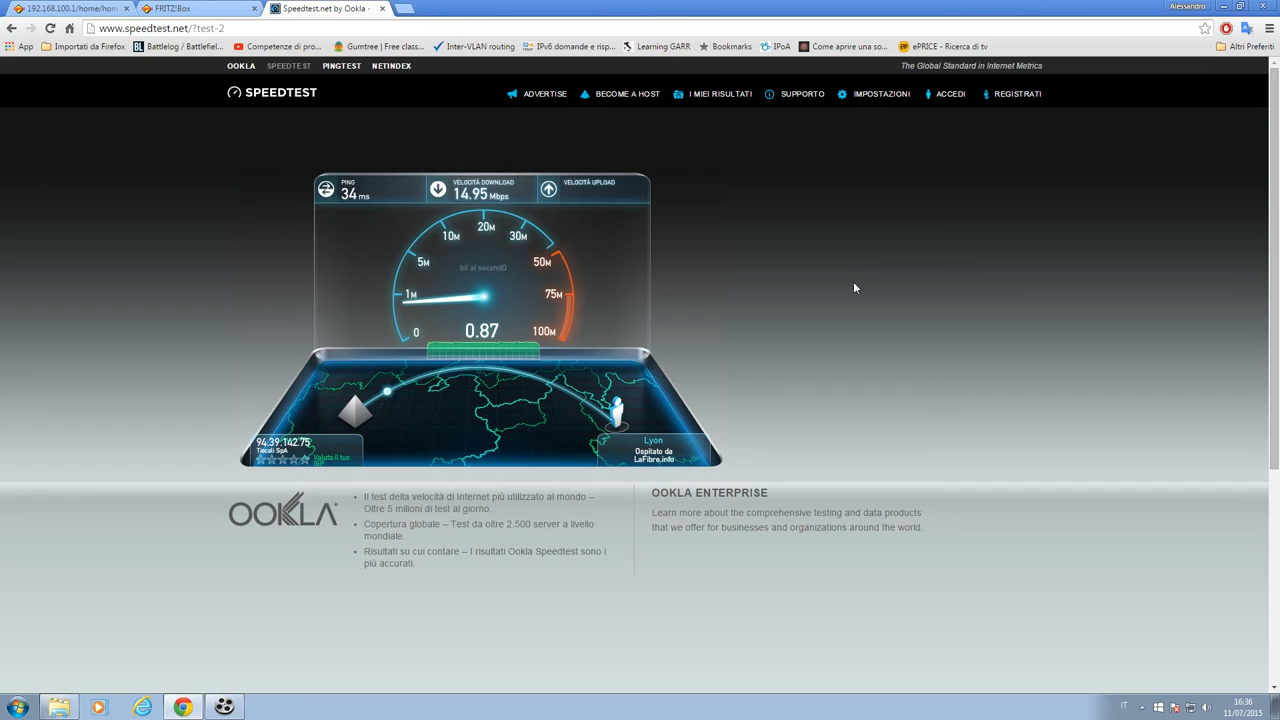 192.168.100.1/home/hom
FRITZ!Box
Speedtest.net by Ookla -
Alessandro
www.speedtest.net/?test-2
App
Importati da Firefox
Battlelog / Battlefiel...
Competenze di pro...
Gumtree | Free class...
Inter-VLAN routing
IPv6 domande e risp...
Learning GARR
Bookmarks
IPoA
Come aprire una so...
ePRICE - Ricerca di tv
Altri Preferiti
OOKLA SPEEDTEST PINGTEST NETINDEX
The Global Standard in Internet Metrics
SPEEDTEST
ADVERTISE
BECOME A HOST
I MIEI RISULTATI
SUPPORTO
IMPOSTAZIONI
ACCEDI
REGISTRATI
PING
34 ms
VELOCITÀ DOWNLOAD
14.95 Mbps
VELOCITÀ UPLOAD
20M
10M
30M
5M
50M
bil al secondO
1M
75M
0
0.87
100M
94.39.142.75
Tiscali SpA
Valuta il tuo
ISP
Lyon
Ospitato da
LaFibre.info
OOKLA
Il test della velocità di Internet più utilizzato al mondo –
Oltre 5 milioni di test al giorno.
Copertura globale – Test da oltre 2.500 server a livello
mondiale.
Risultati su cui contare – I risultati Ookla Speedtest sono i
più accurati.
OOKLA ENTERPRISE
Learn more about the comprehensive testing and data products
that we offer for businesses and organizations around the world.
IT
16:36
11/07/2015